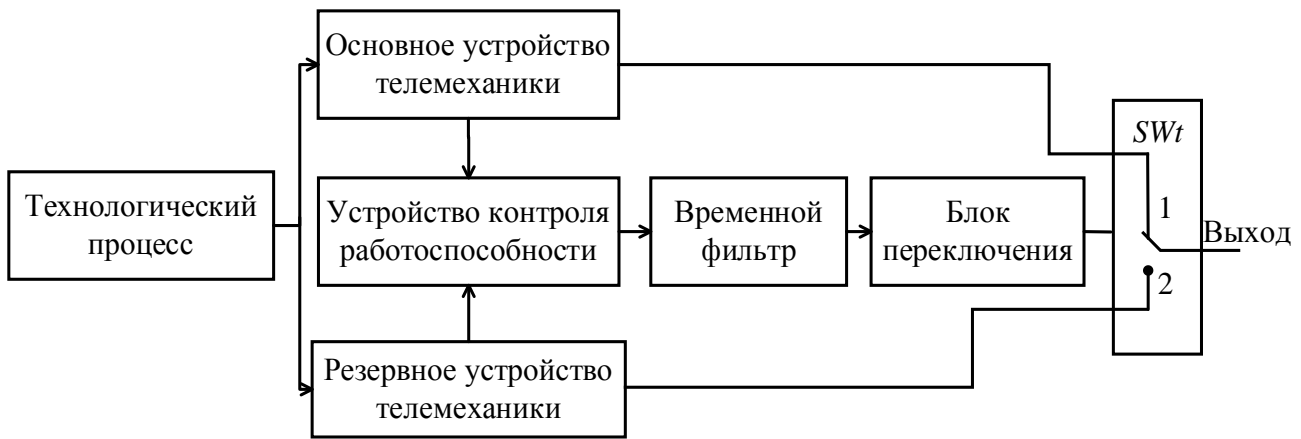 Основное устройство
телемеханики
SWt
Технологический
процесс
Устройство контроля
работоспособности
Временной
фильтр
Блок
переключения
1
Выход
2
Резервное устройство
телемеханики